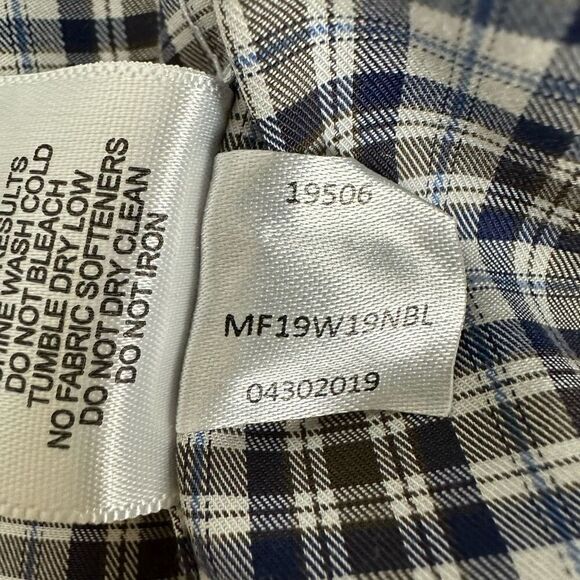 RESULTS
WASH COLD
DO NOT BLEACH
TUMBLE DRY LOW
NO FABRIC SOFTENERS
DO NOT DRY CLEAN
DO NOT IRON
19506
MF19W19NBL
04302019